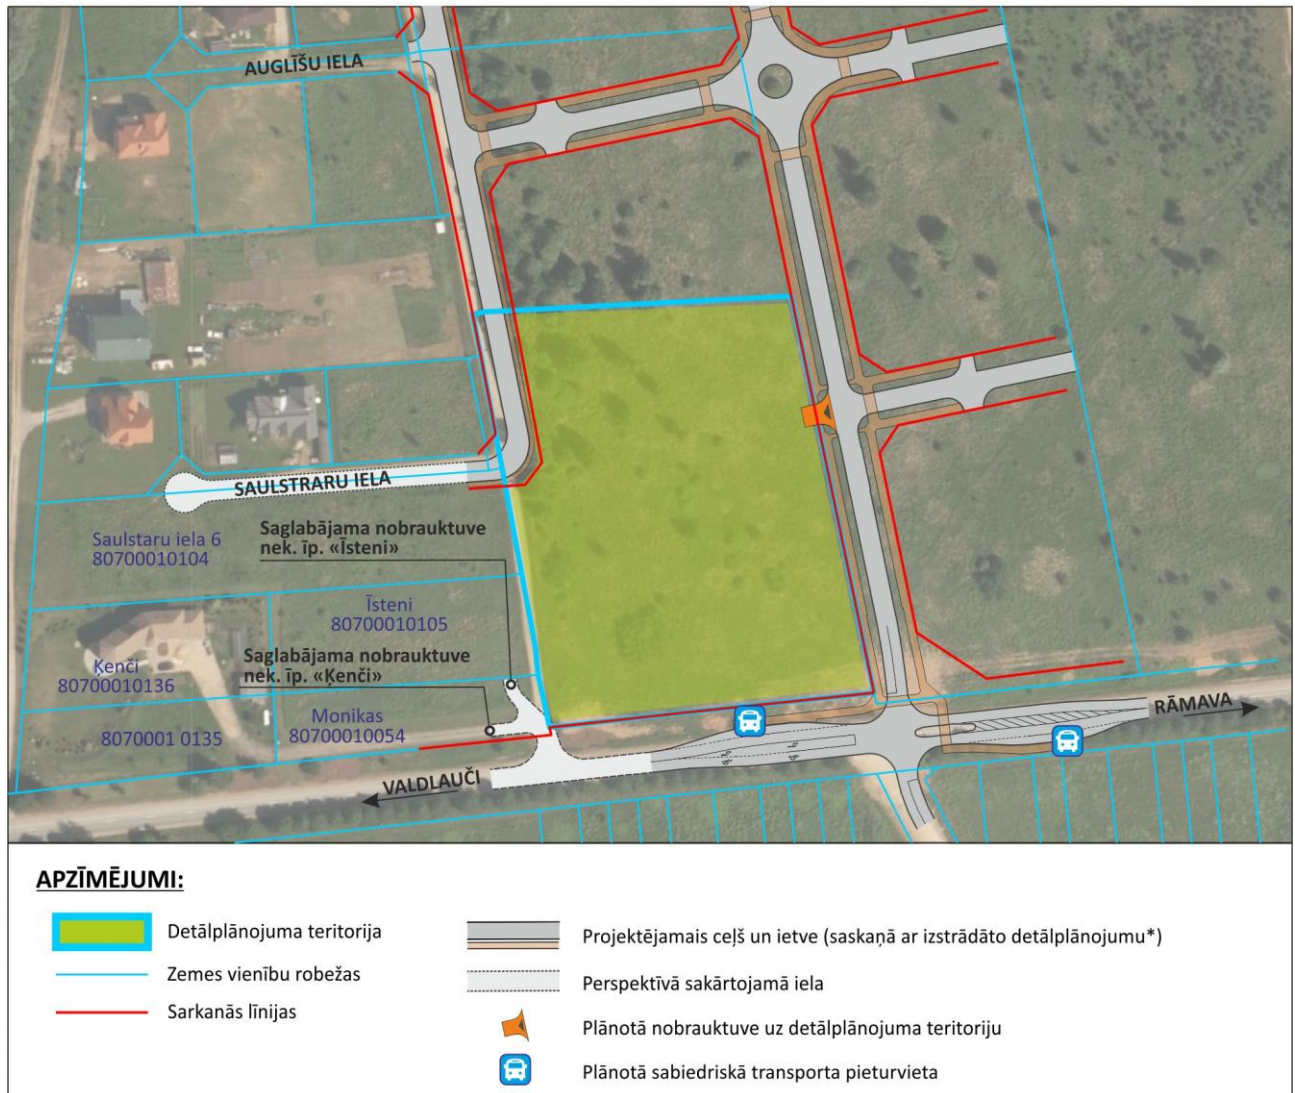 AUGLĪŠU IELA
SAULSTRARU IELA
Saulstaru iela 6
80700010104
Saglabājama nobrauktuve
nek. īp. «Īsteni»
Īsteni
80700010105
Saglabājama nobrauktuve
nek. īp. «Ķenči»
Ķenči
80700010136
Monikas
80700010054
8070001 0135
VALDLAUČI
RĀMAVA
APZĪMĒJUMI:
Detālplānojuma teritorija
Zemes vienību robežas
Sarkanās līnijas
Projektējamais ceļš un ietve (saskaņā ar izstrādāto detālplānojumu*)
Perspektīvā sakārtojamā iela
Plānotā nobrauktuve uz detālplānojuma teritoriju
Plānotā sabiedriskā transporta pieturvieta